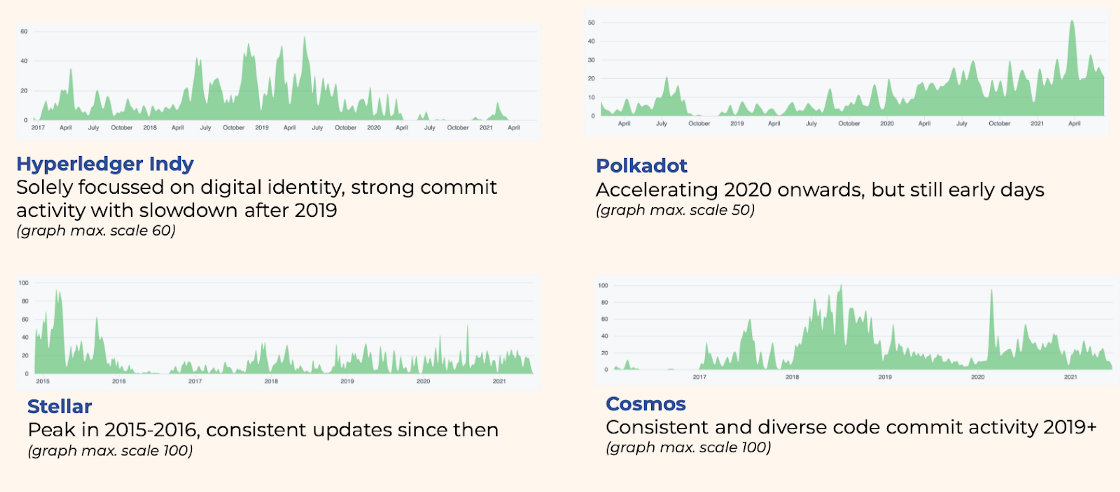 60
40
20
0
2017 April July October 2018 April July October 2019 April July October 2020 April July October 2021 April
Hyperledger Indy
Solely focussed on digital identity, strong commit
activity with slowdown after 2019
(graph max. scale 60)
50
40
30
20
10
0
April July October 2019 April July October 2020 April July October 2021 April
Polkadot
Accelerating 2020 onwards, but still early days
(graph max. scale 50)
100
80
60
40
20
0
2015 2016 2017 2018 2019 2020 2021
Stellar
Peak in 2015-2016, consistent updates since then
(graph max. scale 100)
100
80
60
40
20
0
2017 2018 2019 2020 2021
Cosmos
Consistent and diverse code commit activity 2019+
(graph max. scale 100)